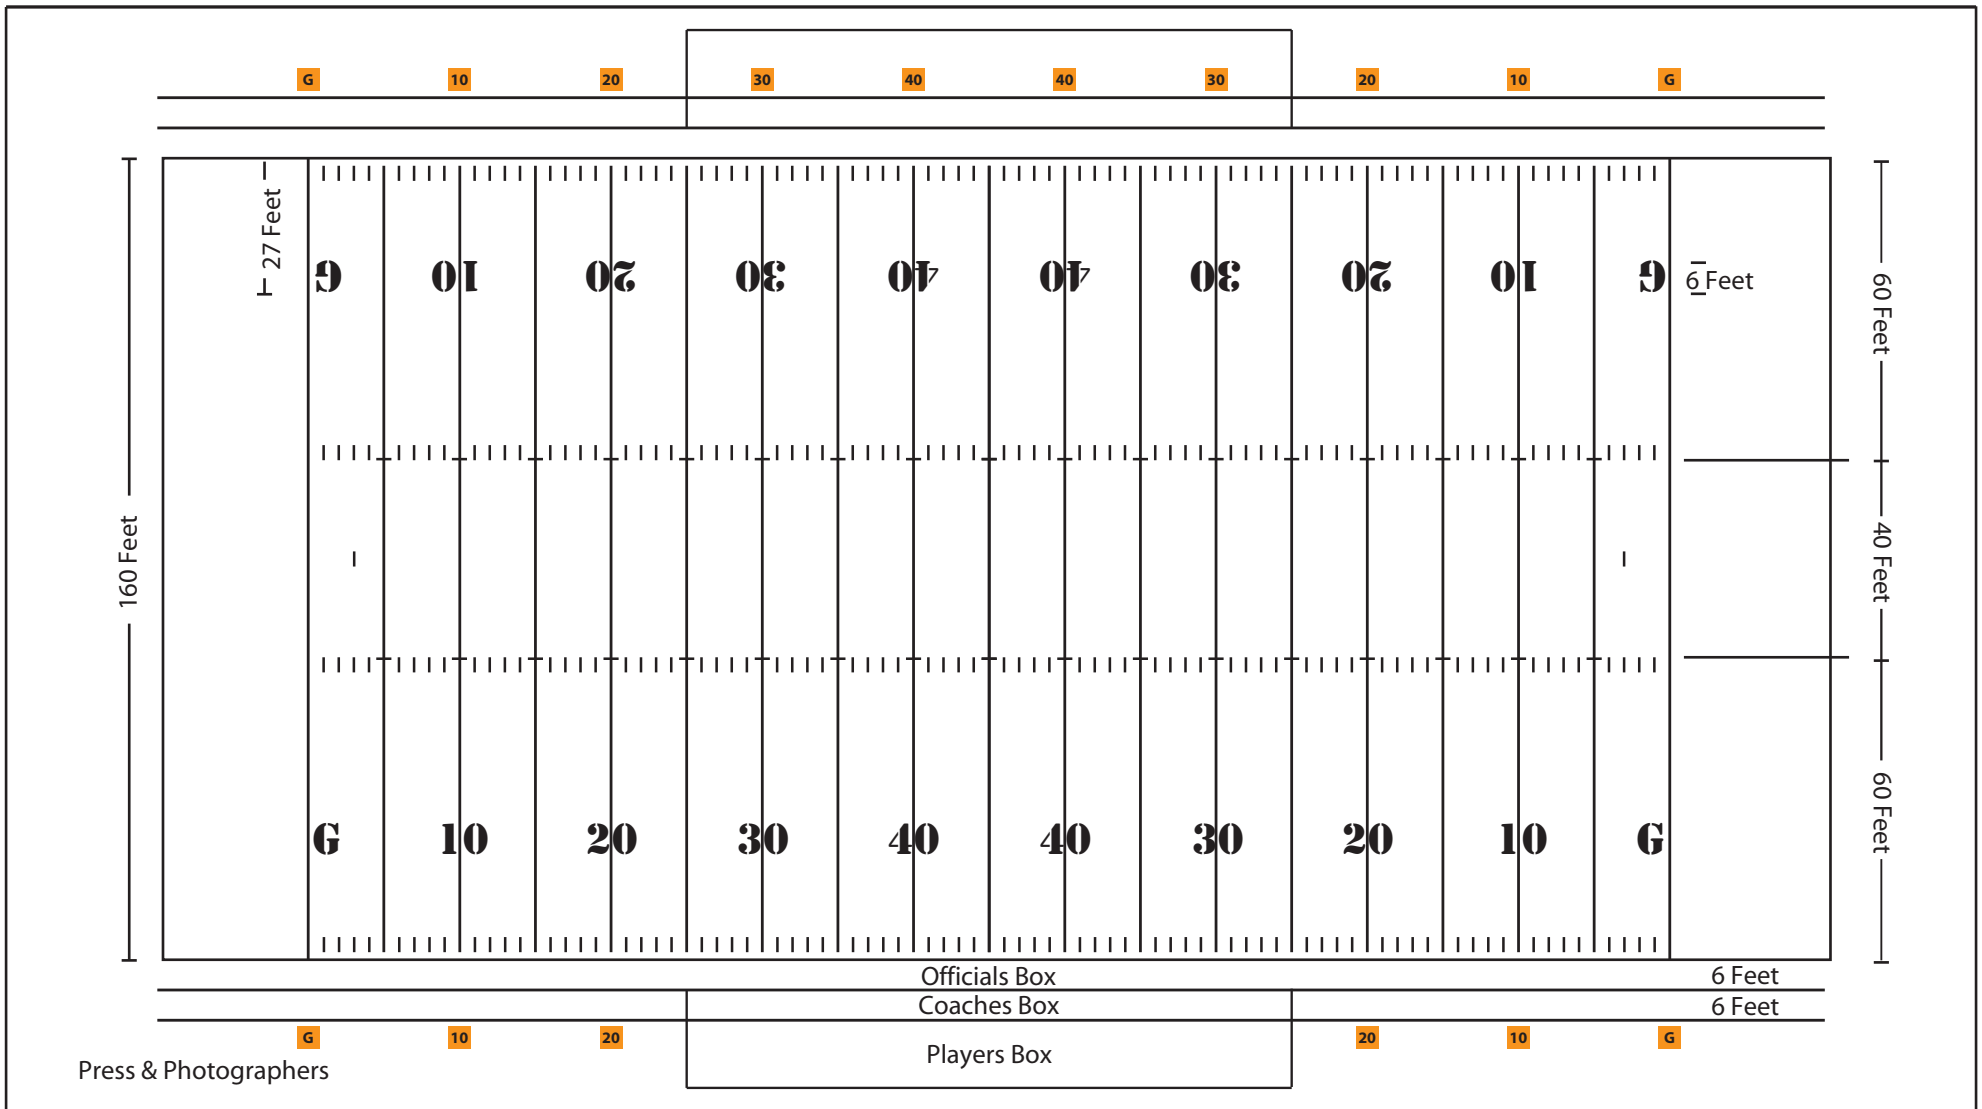 G 10 20 30 40 40 30 20 10 G
27 Feet
G 10 20 30 40 40 30 20 10 G
6 Feet
60 Feet
160 Feet
40 Feet
G 10 20 30 40 40 30 20 10 G
60 Feet
Officials Box 6 Feet
Coaches Box 6 Feet
G 10 20 20 10 G
Players Box
Press & Photographers